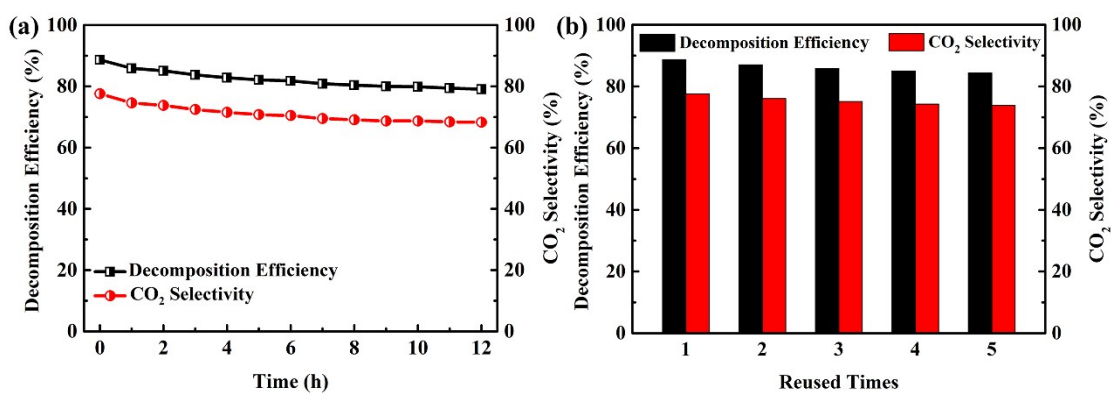 (a)
Decomposition Efficiency (%)
100
80
60
40
20
0
Decomposition Efficiency
CO₂ Selectivity
0 2 4 6 8 10 12
Time (h)
100
80
60
40
20
0
CO₂ Selectivity (%)
(b)
Decomposition Efficiency (%)
100
80
60
40
20
0
Decomposition Efficiency CO₂ Selectivity
1 2 3 4 5
Reused Times
100
80
60
40
20
0
CO₂ Selectivity (%)